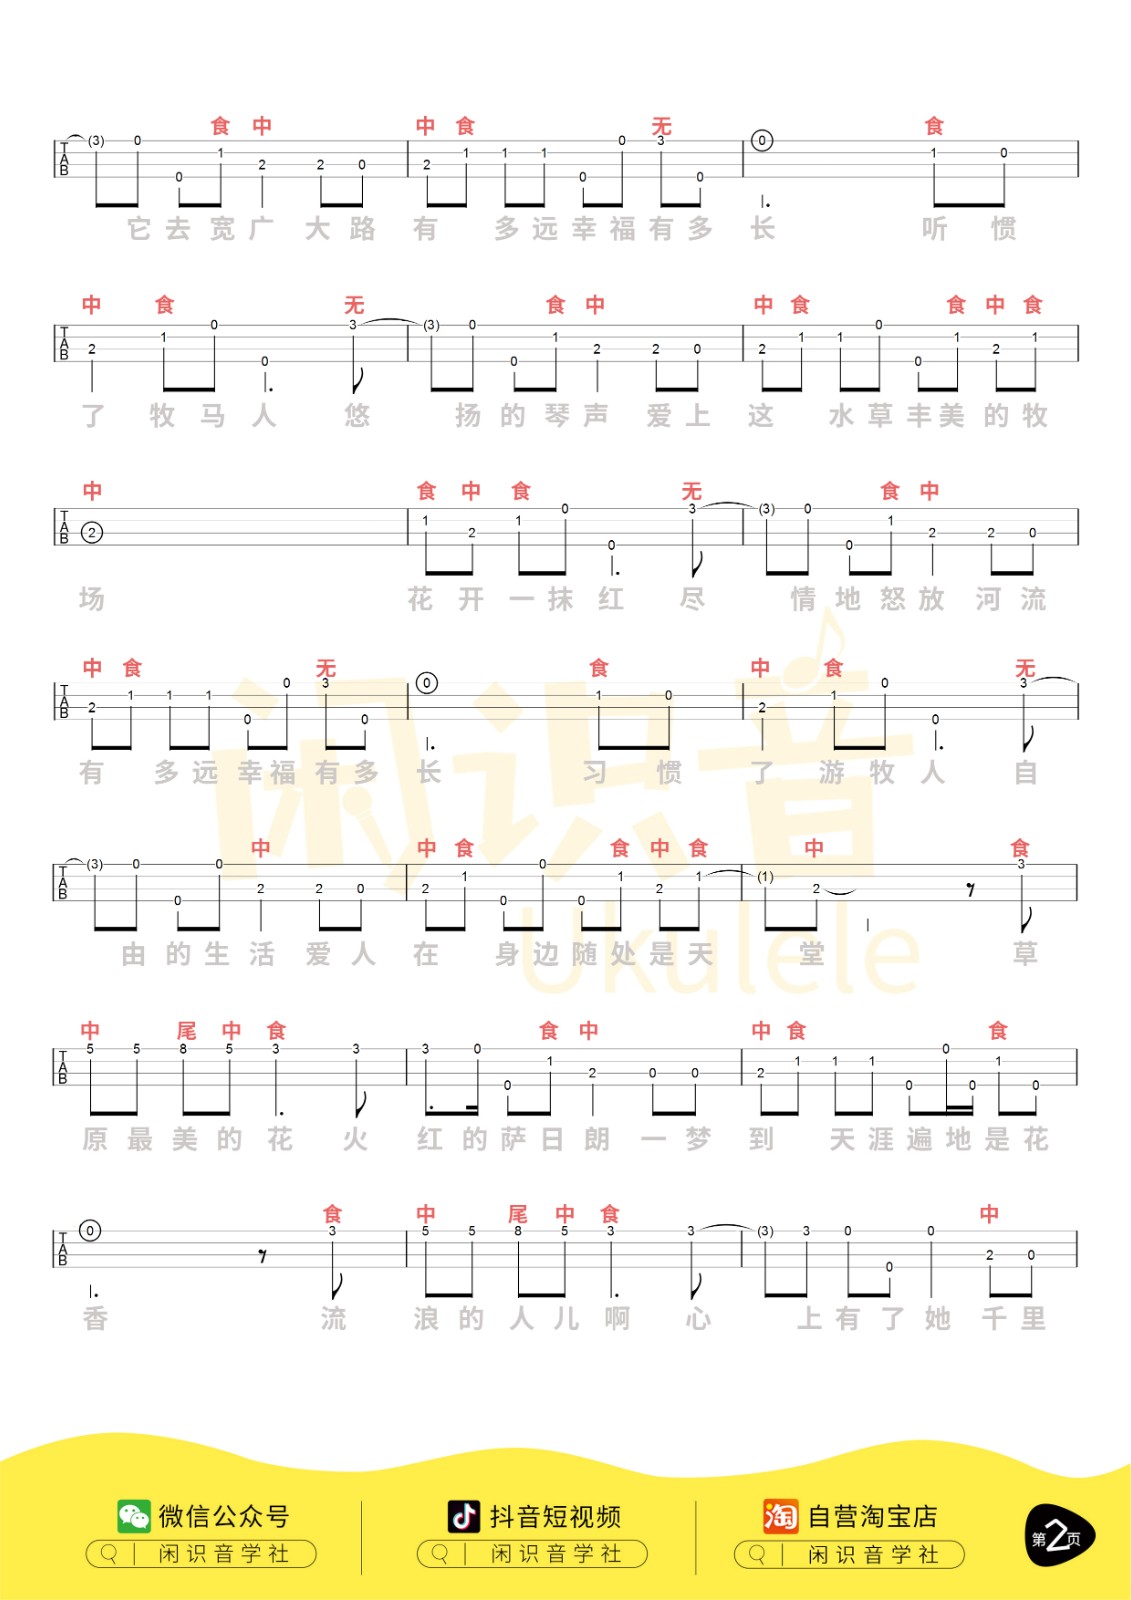 食 中 中 食 无 食
TAB (3) 0 0 1 2 2 0 2 1 1 1 0 0 3 0 0 1 0
它 去 宽 广 大 路 有 多 远 幸 福 有 多 长 听 惯
中 食 无 食 中 中 食 食 中 食
TAB 2 1 0 0 3 (3) 0 0 1 2 2 0 2 1 1 0 0 1 2 1
了 牧 马 人 悠 扬 的 琴 声 爱 上 这 水 草 丰 美 的 牧
中 食 中 食 无 食 中
TAB 2 1 2 1 0 0 3 (3) 0 0 1 2 2 0
场 花 开 一 抹 红 尽 情 地 怒 放 河 流
中 食 无 食 中 食 无
TAB 2 1 1 1 0 0 3 0 0 1 0 2 1 0 0 3
有 多 远 幸 福 有 多 长 习 惯 了 游 牧 人 自
中 中 食 食 中 食 中 食
TAB (3) 0 0 0 2 2 0 2 1 0 0 0 1 2 1 (1) 2 3
由 的 生 活 爱 人 在 身 边 随 处 是 天 堂 草
中 尾 中 食 食 中 中 食 食
TAB 5 5 8 5 3 3 3 0 0 1 2 0 0 2 1 1 1 0 0 0 1 0
原 最 美 的 花 火 红 的 萨 日 朗 一 梦 到 天 涯 遍 地 是 花
食 中 尾 中 食 中
TAB 0 3 5 5 8 5 3 3 (3) 3 0 0 0 2 0
香 流 浪 的 人 儿 啊 心 上 有 了 她 千 里
闲识音
Ukulele
微信公众号 抖音短视频 自营淘宝店
闲识音学社 闲识音学社 闲识音学社
淘
第2页